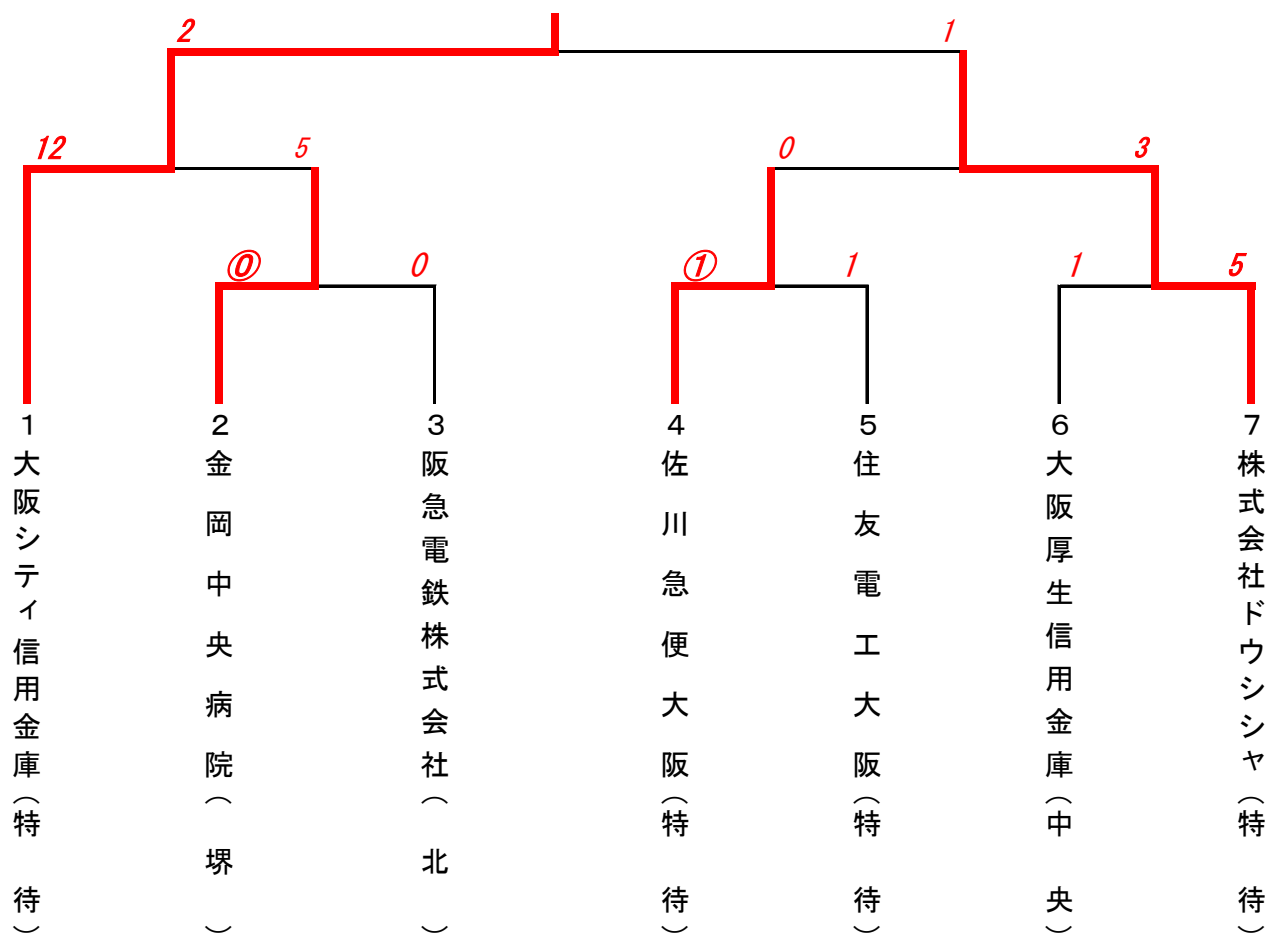 2
1
12
5
0
3
⓪
0
①
1
1
5
1
2
3
4
5
6
7
大阪シティ信用金庫(特待)
金岡中央病院(堺)
阪急電鉄株式会社(北)
佐川急便大阪(特待)
住友電工大阪(特待)
大阪厚生信用金庫(中央)
株式会社ドウシシャ(特待)